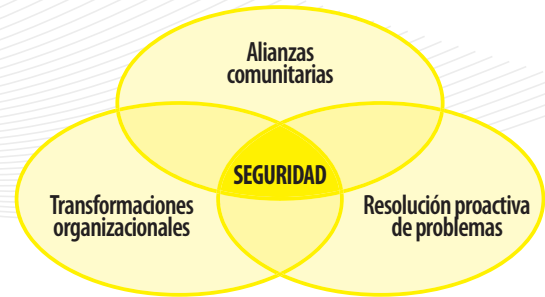 Alianzas
comunitarias
SEGURIDAD
Transformaciones
organizacionales
Resolución proactiva
de problemas